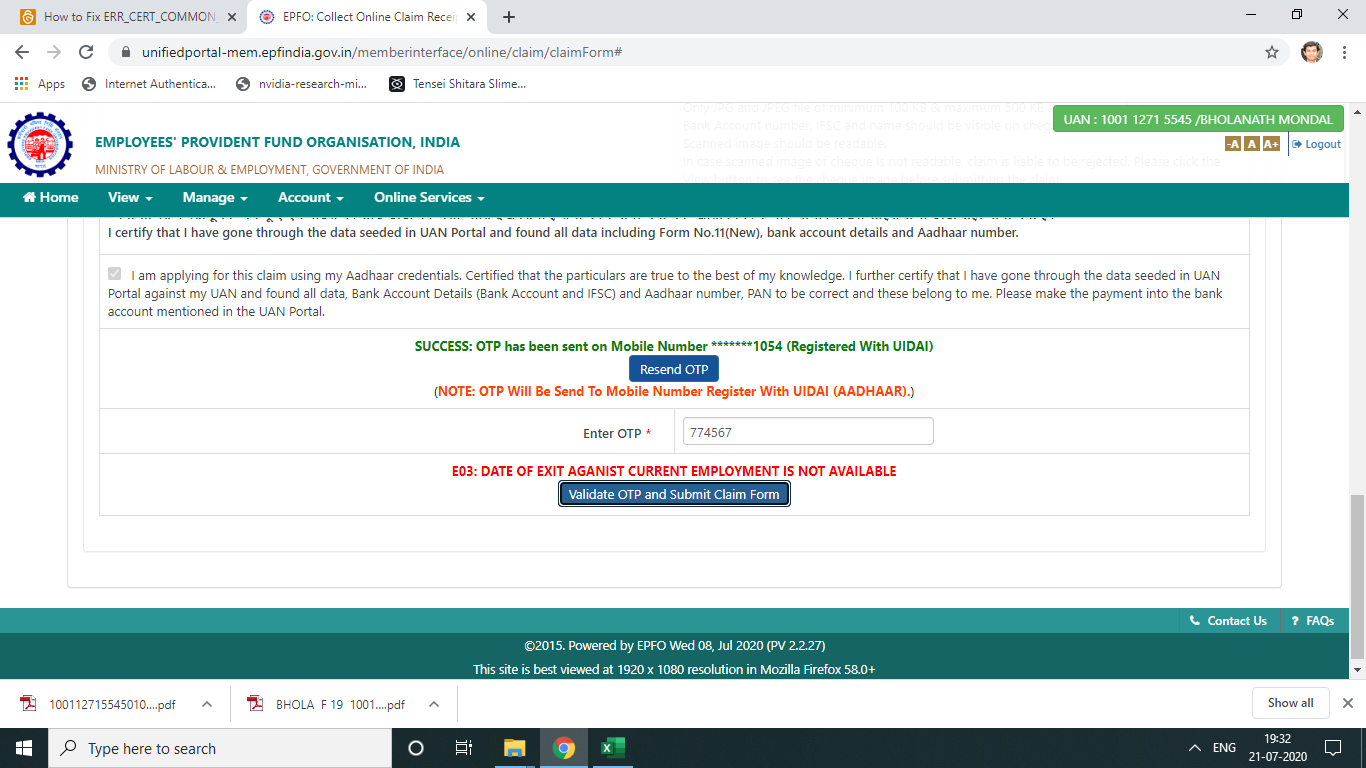 How to Fix ERR_CERT_COMMON_
EPFO: Collect Online Claim Recei
unifiedportal-mem.epfindia.gov.in/memberinterface/online/claim/claimForm#
Apps Internet Authentica... nvidia-research-mi... Tensei Shitara Slime...
Only JPG and JPEG file of minimum 100 KB & maximum 500 KB
Bank Account number, IFSC and name should be visible on cheq
Scanned image should be readable.
In case scanned image of cheque is not readable, claim is liable to be rejected. Please click the
View button to see the cheque image before submitting the claim
UAN : 1001 1271 5545 /BHOLANATH MONDAL
EMPLOYEES' PROVIDENT FUND ORGANISATION, INDIA
-A A A+ Logout
MINISTRY OF LABOUR & EMPLOYMENT, GOVERNMENT OF INDIA
Home View Manage Account Online Services
I certify that I have gone through the data seeded in UAN Portal and found all data including Form No.11(New), bank account details and Aadhaar number.
I am applying for this claim using my Aadhaar credentials. Certified that the particulars are true to the best of my knowledge. I further certify that I have gone through the data seeded in UAN
Portal against my UAN and found all data, Bank Account Details (Bank Account and IFSC) and Aadhaar number, PAN to be correct and these belong to me. Please make the payment into the bank
account mentioned in the UAN Portal.
SUCCESS: OTP has been sent on Mobile Number *******1054 (Registered With UIDAI)
Resend OTP
(NOTE: OTP Will Be Send To Mobile Number Register With UIDAI (AADHAAR).)
Enter OTP * 774567
E03: DATE OF EXIT AGANIST CURRENT EMPLOYMENT IS NOT AVAILABLE
Validate OTP and Submit Claim Form
Contact Us ? FAQs
©2015. Powered by EPFO Wed 08, Jul 2020 (PV 2.2.27)
This site is best viewed at 1920 x 1080 resolution in Mozilla Firefox 58.0+
100112715545010....pdf BHOLA F 19 1001....pdf Show all
Type here to search
ENG 19:32
21-07-2020